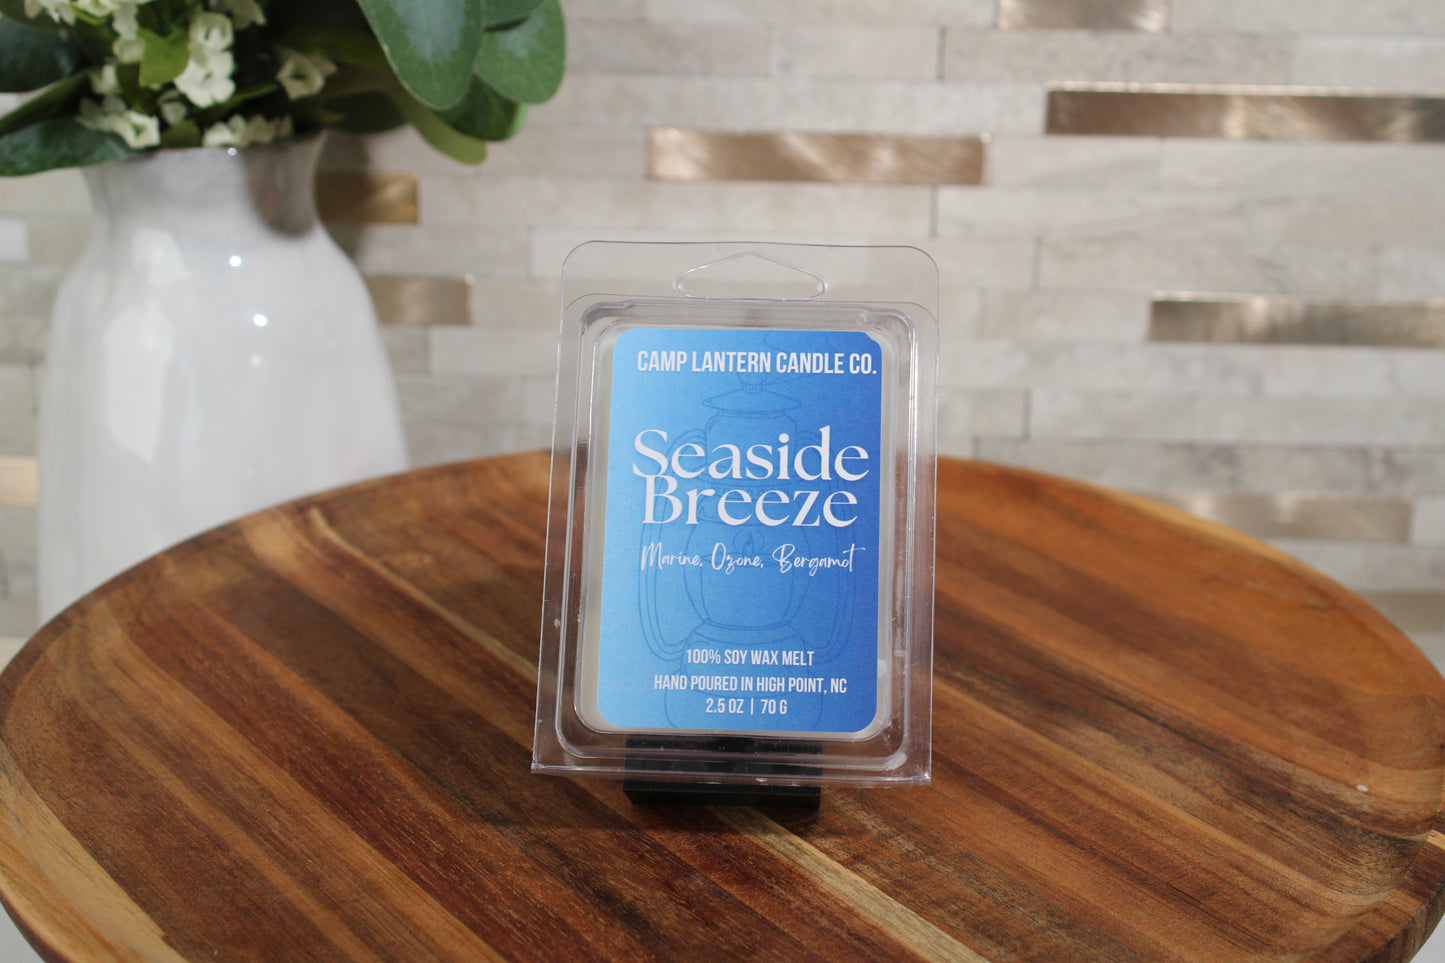 CAMP LANTERN CANDLE CO.
Seaside
Breeze
Marine, Ozone, Bergamot
100% SOY WAX MELT
HAND POURED IN HIGH POINT, NC
2.5 OZ | 70 G